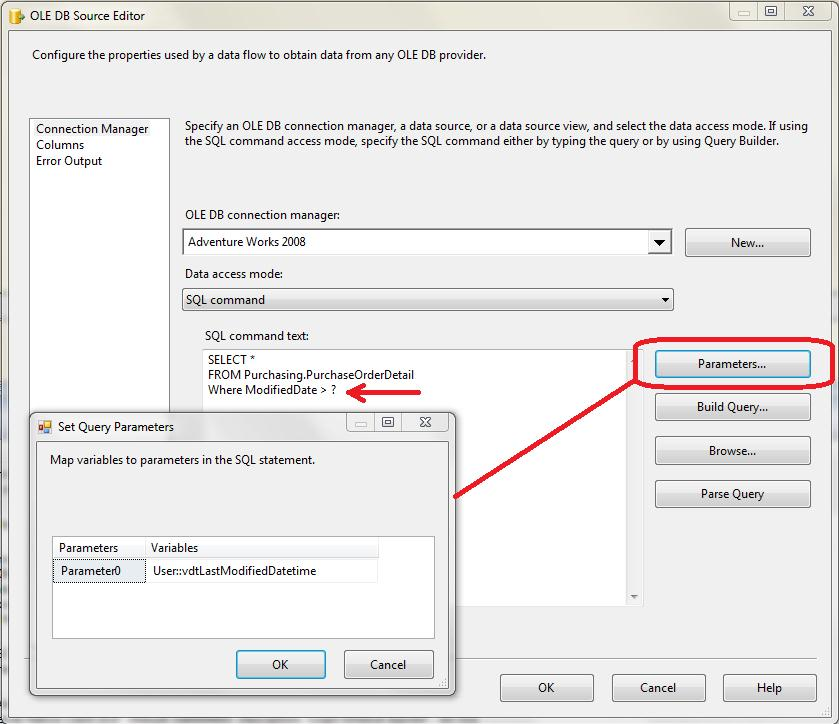 OLE DB Source Editor
Configure the properties used by a data flow to obtain data from any OLE DB provider.
Connection Manager
Columns
Error Output
Specify an OLE DB connection manager, a data source, or a data source view, and select the data access mode. If using
the SQL command access mode, specify the SQL command either by typing the query or by using Query Builder.
OLE DB connection manager:
Adventure Works 2008
New...
Data access mode:
SQL command
SQL command text:
SELECT *
FROM Purchasing.PurchaseOrderDetail
Where ModifiedDate > ?
Parameters...
Build Query...
Browse...
Parse Query
Set Query Parameters
Map variables to parameters in the SQL statement.
Parameters Variables
Parameter0 User::vdtLastModifiedDatetime
OK Cancel
OK Cancel Help